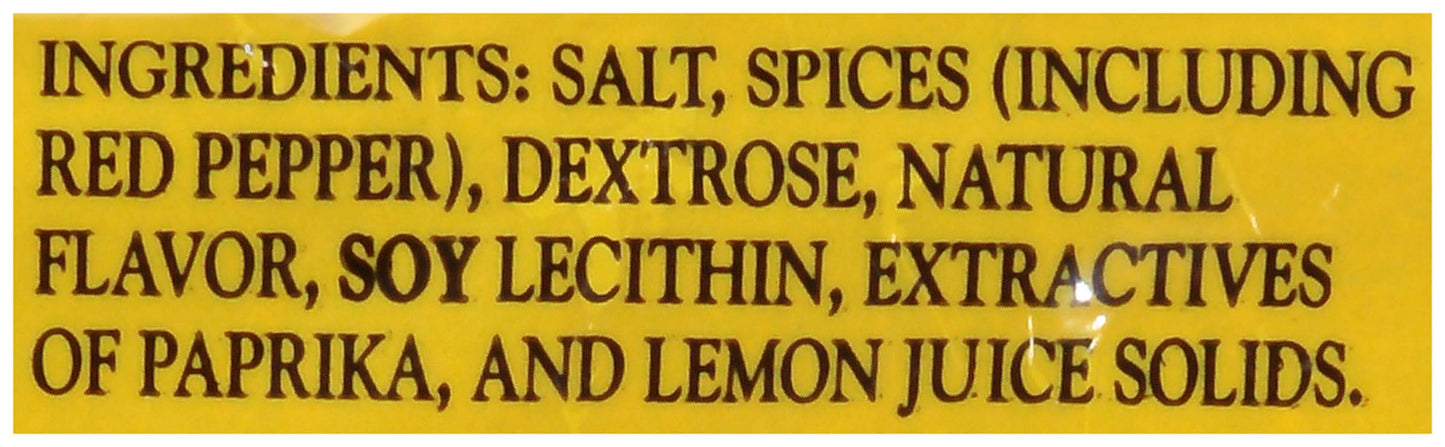 INGREDIENTS: SALT, SPICES (INCLUDING
RED PEPPER), DEXTROSE, NATURAL
FLAVOR, SOY LECITHIN, EXTRACTIVES
OF PAPRIKA, AND LEMON JUICE SOLIDS.